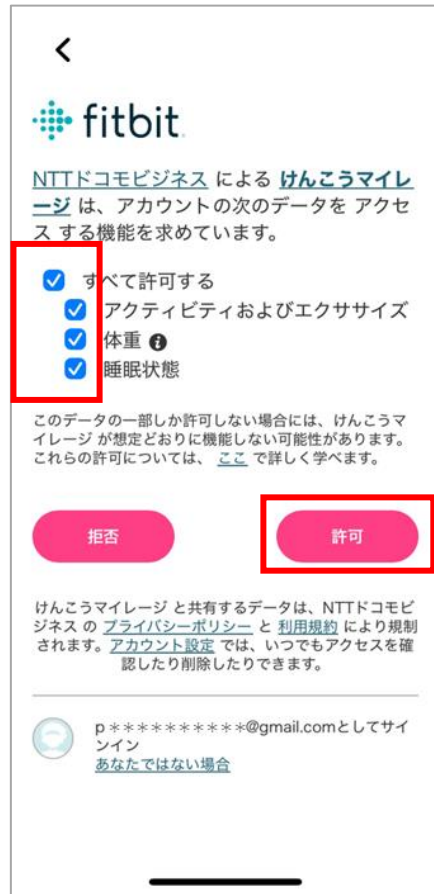 fitbit
NTTドコモビジネス による けんこうマイレ
ージ は、アカウントの次のデータを アクセ
ス する機能を求めています。
すべて許可する
アクティビティおよびエクササイズ
体重
睡眠状態
このデータの一部しか許可しない場合には、けんこうマ
イレージ が想定どおりに機能しない可能性があります。
これらの許可については、 ここ で詳しく学べます。
拒否
許可
けんこうマイレージ と共有するデータは、NTTドコモビ
ジネス の プライバシーポリシー と 利用規約 により規制
されます。アカウント設定 では、いつでもアクセスを確
認したり削除したりできます。
p**********@gmail.comとしてサイ
ンイン
あなたではない場合